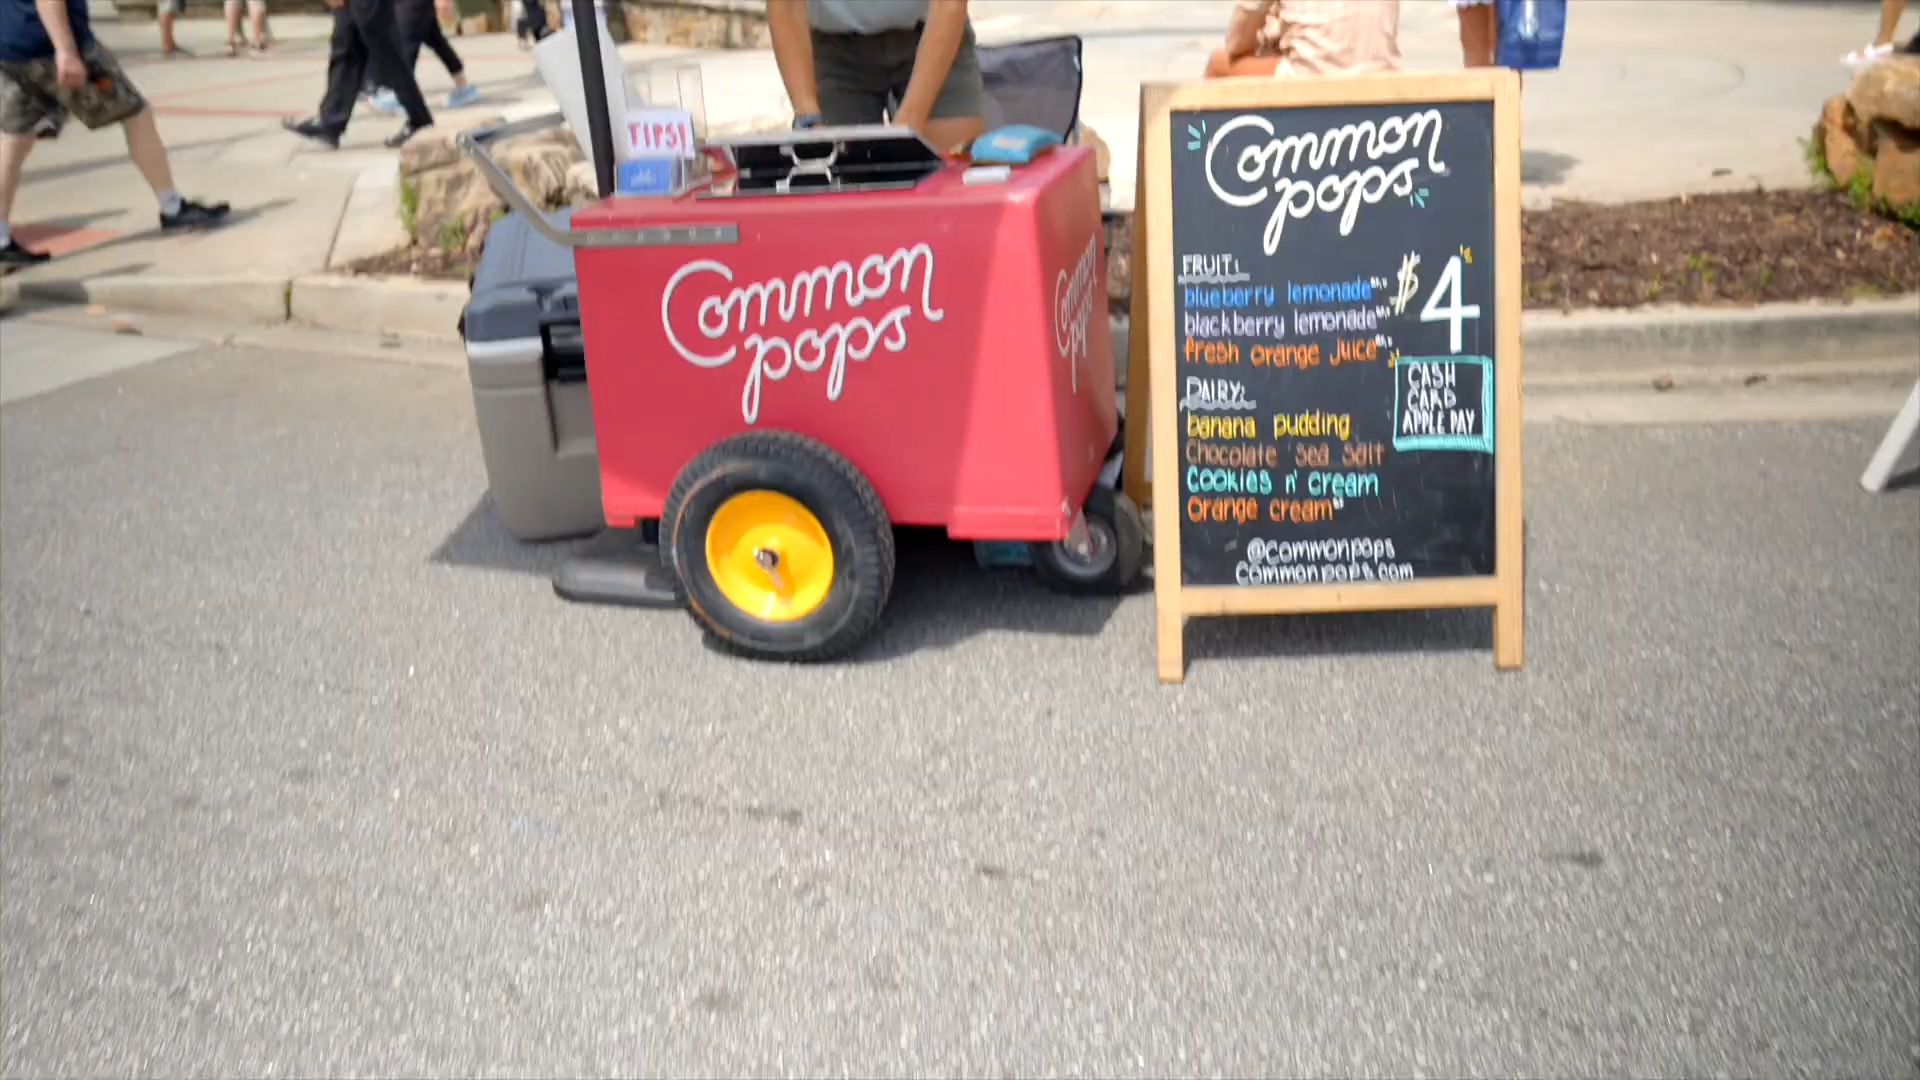 TIPS!
Common
pops
Common
pops
Common
pops
FRUIT:
blueberry lemonade
blackberry lemonade
fresh orange juice
$4
DAIRY:
banana pudding
Chocolate sea salt
Cookies n' cream
Orange cream
CASH
CARD
APPLE PAY
@commonpops
commonpops.com